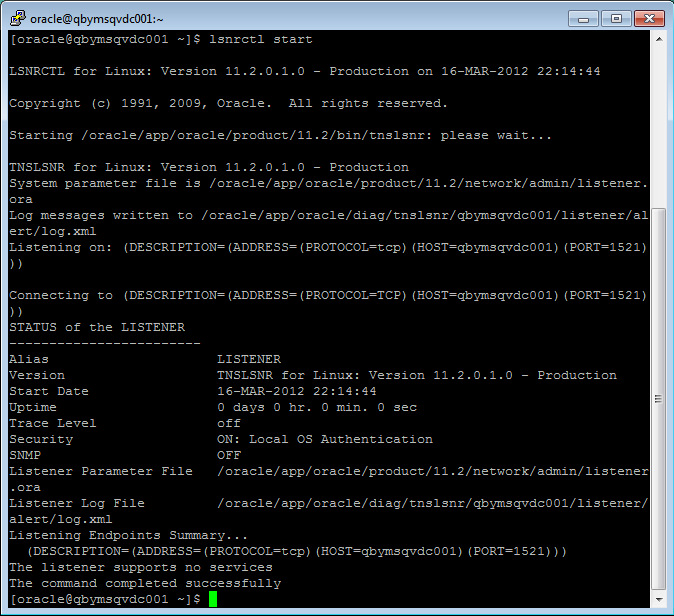 oracle@qbymsqvdc001:~
[oracle@qbymsqvdc001 ~]$ lsnrctl start
LSNRCTL for Linux: Version 11.2.0.1.0 - Production on 16-MAR-2012 22:14:44
Copyright (c) 1991, 2009, Oracle.  All rights reserved.
Starting /oracle/app/oracle/product/11.2/bin/tnslsnr: please wait...
TNSLSNR for Linux: Version 11.2.0.1.0 - Production
System parameter file is /oracle/app/oracle/product/11.2/network/admin/listener.
ora
Log messages written to /oracle/app/oracle/diag/tnslsnr/qbymsqvdc001/listener/al
ert/log.xml
Listening on: (DESCRIPTION=(ADDRESS=(PROTOCOL=tcp)(HOST=qbymsqvdc001)(PORT=1521)
))
Connecting to (DESCRIPTION=(ADDRESS=(PROTOCOL=TCP)(HOST=qbymsqvdc001)(PORT=1521)
))
STATUS of the LISTENER
------------------------
Alias                     LISTENER
Version                   TNSLSNR for Linux: Version 11.2.0.1.0 - Production
Start Date                16-MAR-2012 22:14:44
Uptime                    0 days 0 hr. 0 min. 0 sec
Trace Level               off
Security                  ON: Local OS Authentication
SNMP                      OFF
Listener Parameter File   /oracle/app/oracle/product/11.2/network/admin/listener
.ora
Listener Log File         /oracle/app/oracle/diag/tnslsnr/qbymsqvdc001/listener/
alert/log.xml
Listening Endpoints Summary...
  (DESCRIPTION=(ADDRESS=(PROTOCOL=tcp)(HOST=qbymsqvdc001)(PORT=1521)))
The listener supports no services
The command completed successfully
[oracle@qbymsqvdc001 ~]$